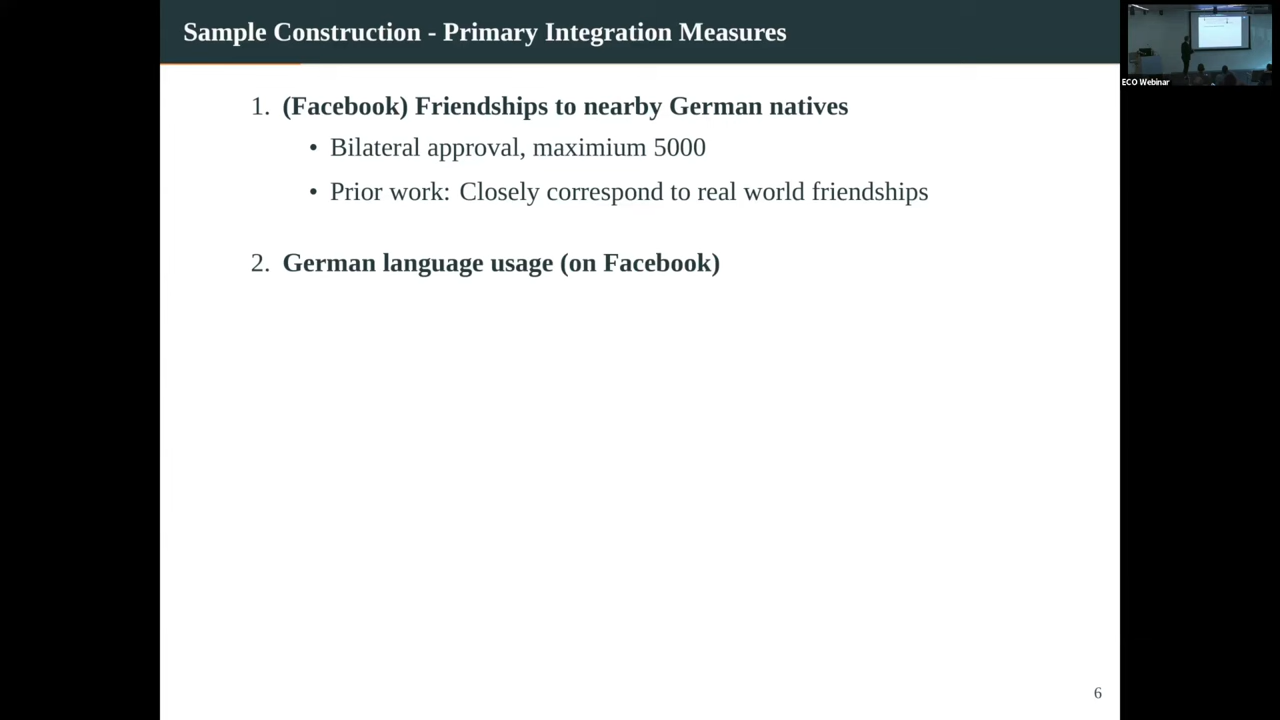 Sample Construction - Primary Integration Measures
ECO Webinar
1. (Facebook) Friendships to nearby German natives
• Bilateral approval, maximium 5000
• Prior work: Closely correspond to real world friendships
2. German language usage (on Facebook)
6